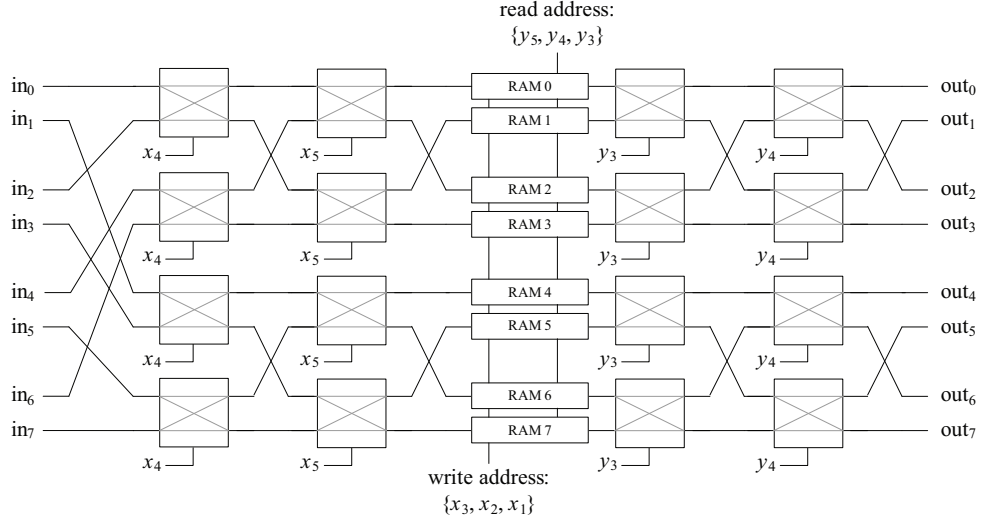 read address:
{y₅, y₄, y₃}
in₀ RAM 0 out₀
in₁ RAM 1 out₁
x₄ x₅ y₃ y₄
in₂ RAM 2 out₂
in₃ RAM 3 out₃
x₄ x₅ y₃ y₄
in₄ RAM 4 out₄
in₅ RAM 5 out₅
x₄ x₅ y₃ y₄
in₆ RAM 6 out₆
in₇ RAM 7 out₇
x₄ x₅ y₃ y₄
write address:
{x₃, x₂, x₁}